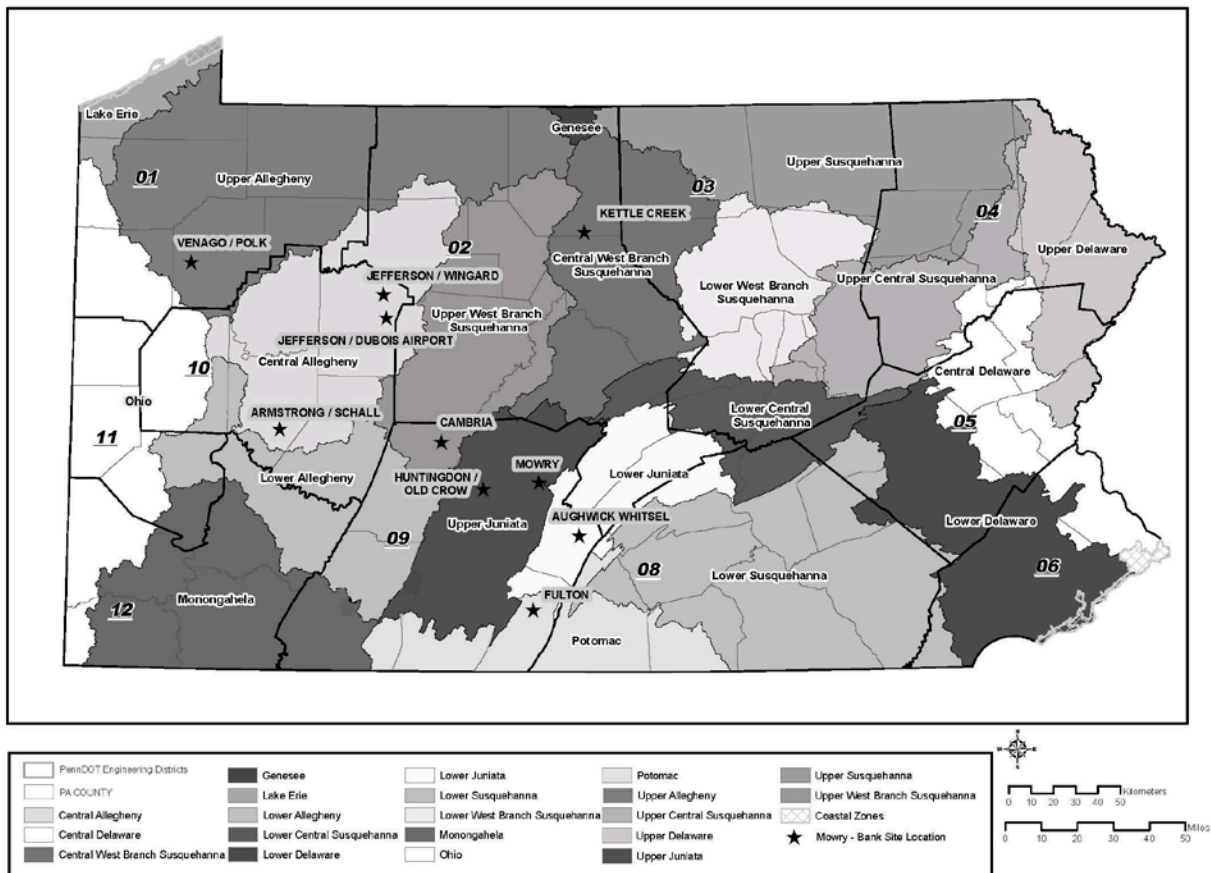 Lake Erie
Genesee
01
Upper Allegheny
Upper Susquehanna
03
04
VENAGO / POLK
02
KETTLE CREEK
Upper Delaware
Central West Branch
Susquehanna
JEFFERSON / WINGARD
Lower West Branch
Susquehanna
Upper Central Susquehanna
Upper West Branch
Susquehanna
JEFFERSON / DUBOIS AIRPORT
Central Allegheny
10
Central Delaware
Ohio
ARMSTRONG / SCHALL
Lower Central
Susquehanna
05
11
CAMBRIA
Lower Allegheny
MOWRY
Lower Juniata
HUNTINGDON /
OLD CROW
AUGHWICK WHITSEL
Upper Juniata
Lower Delaware
09
08
Lower Susquehanna
06
12
Monongahela
FULTON
Potomac
PennDOT Engineering Districts
PA COUNTY
Central Allegheny
Central Delaware
Central West Branch Susquehanna
Genesee
Lake Erie
Lower Allegheny
Lower Central Susquehanna
Lower Delaware
Lower Juniata
Lower Susquehanna
Lower West Branch Susquehanna
Monongahela
Ohio
Potomac
Upper Allegheny
Upper Central Susquehanna
Upper Delaware
Upper Juniata
Upper Susquehanna
Upper West Branch Susquehanna
Coastal Zones
Mowry - Bank Site Location
N
W E
S
Kilometers
0 10 20 30 40 50
Miles
0 10 20 30 40 50